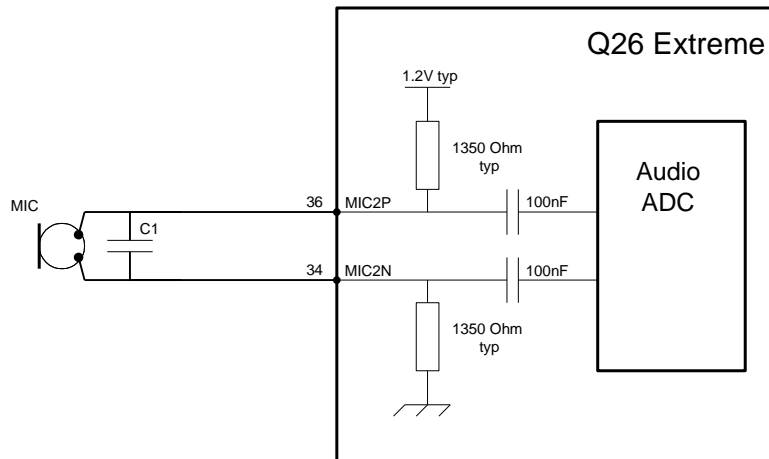 Q26 Extreme
1.2V typ
1350 Ohm
typ
Audio
ADC
MIC
C1
36
MIC2P
100nF
34
MIC2N
100nF
1350 Ohm
typ